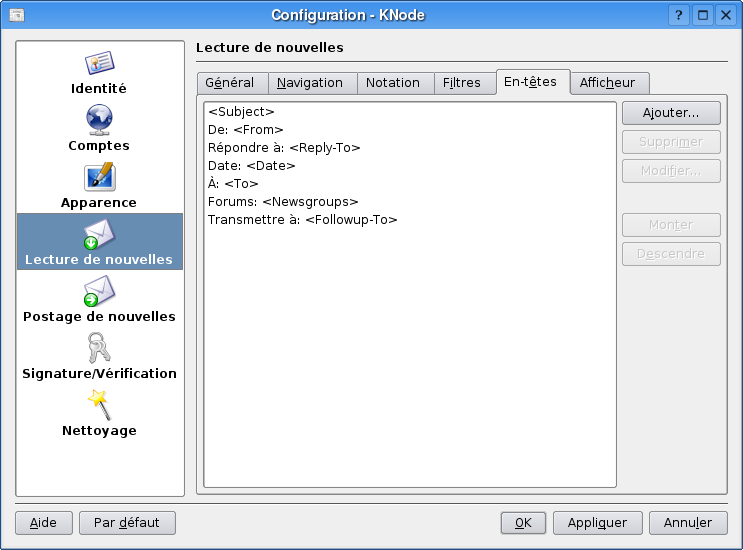 Configuration - KNode
?
Identité
Comptes
Apparence
Lecture de nouvelles
Postage de nouvelles
Signature/Vérification
Nettoyage
Lecture de nouvelles
Général Navigation Notation Filtres En-têtes Afficheur
<Subject>
De: <From>
Répondre à: <Reply-To>
Date: <Date>
À: <To>
Forums: <Newsgroups>
Transmettre à: <Followup-To>
Ajouter...
Supprimer
Modifier...
Monter
Descendre
Aide Par défaut OK Appliquer Annuler